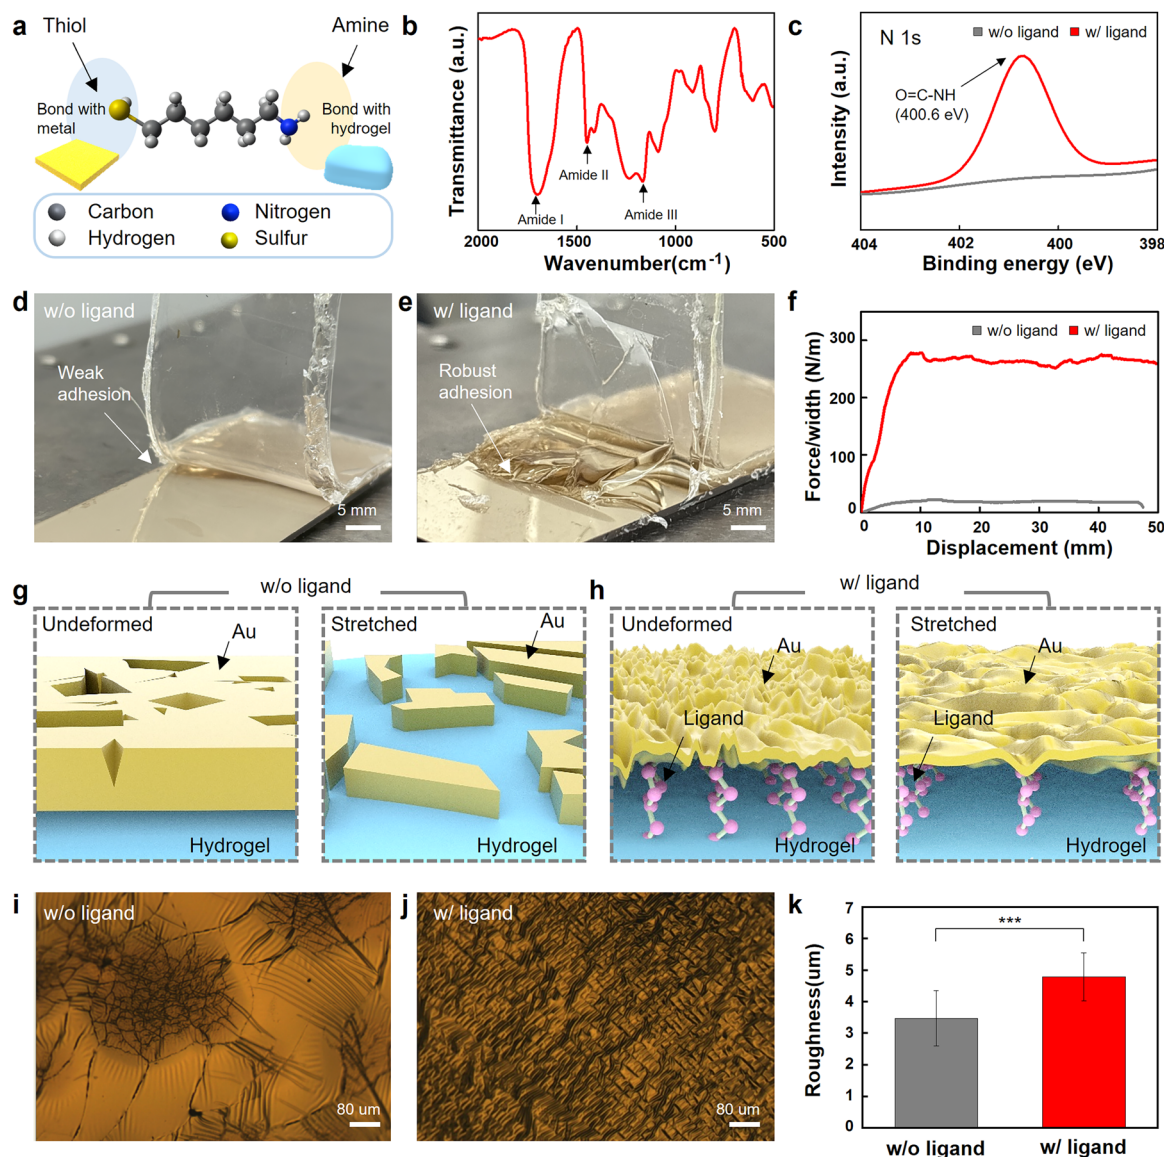 a
Thiol
Amine
Bond with
metal
Bond with
hydrogel
Carbon
Nitrogen
Hydrogen
Sulfur
b
Transmittance (a.u.)
Amide I
Amide II
Amide III
2000
1500
1000
500
Wavenumber(cm-1)
c
N 1s
w/o ligand
w/ ligand
O=C-NH
(400.6 eV)
Intensity (a.u.)
404
402
400
398
Binding energy (eV)
d
w/o ligand
Weak
adhesion
5 mm
e
w/ ligand
Robust
adhesion
5 mm
f
w/o ligand
w/ ligand
Force/width (N/m)
300
200
100
0
0
10
20
30
40
50
Displacement (mm)
g
w/o ligand
Undeformed
Au
Hydrogel
Stretched
Au
Hydrogel
h
w/ ligand
Undeformed
Au
Ligand
Hydrogel
Stretched
Au
Ligand
Hydrogel
i
w/o ligand
80 um
j
w/ ligand
80 um
k
Roughness(um)
7
6
5
4
3
2
1
0
***
w/o ligand
w/ ligand